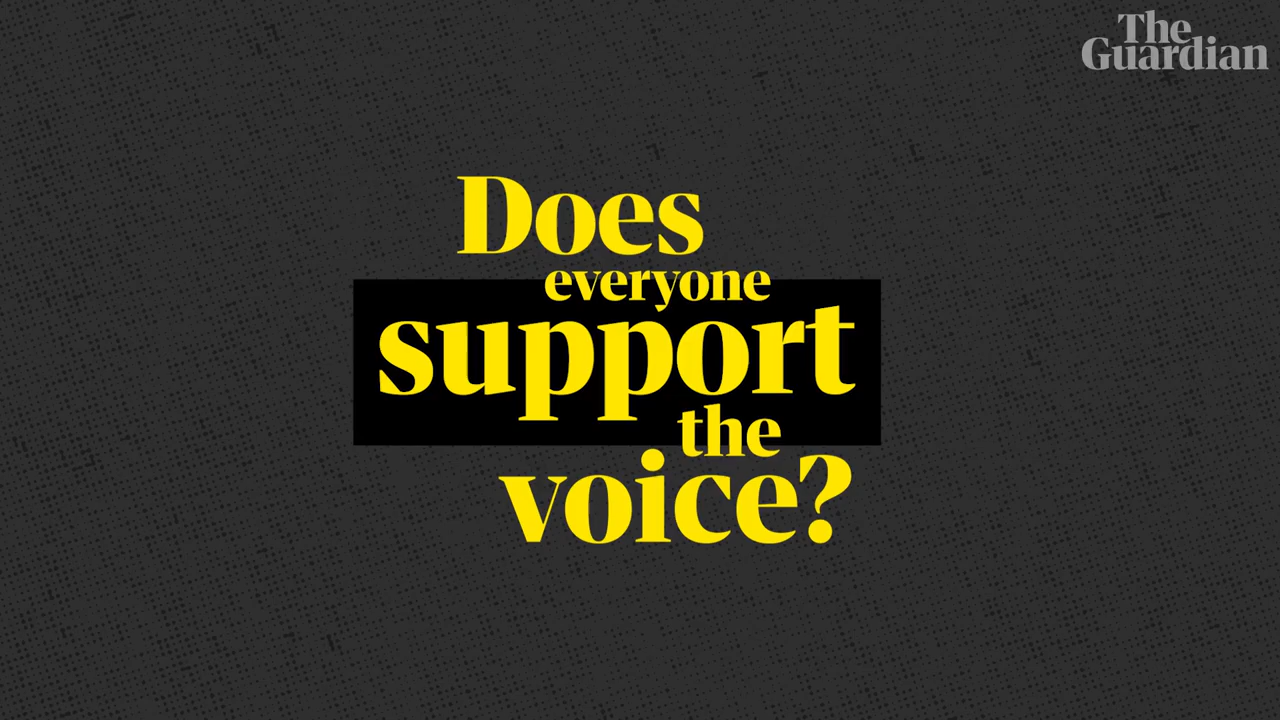 The
Guardian
Does
everyone
support
the
voice?